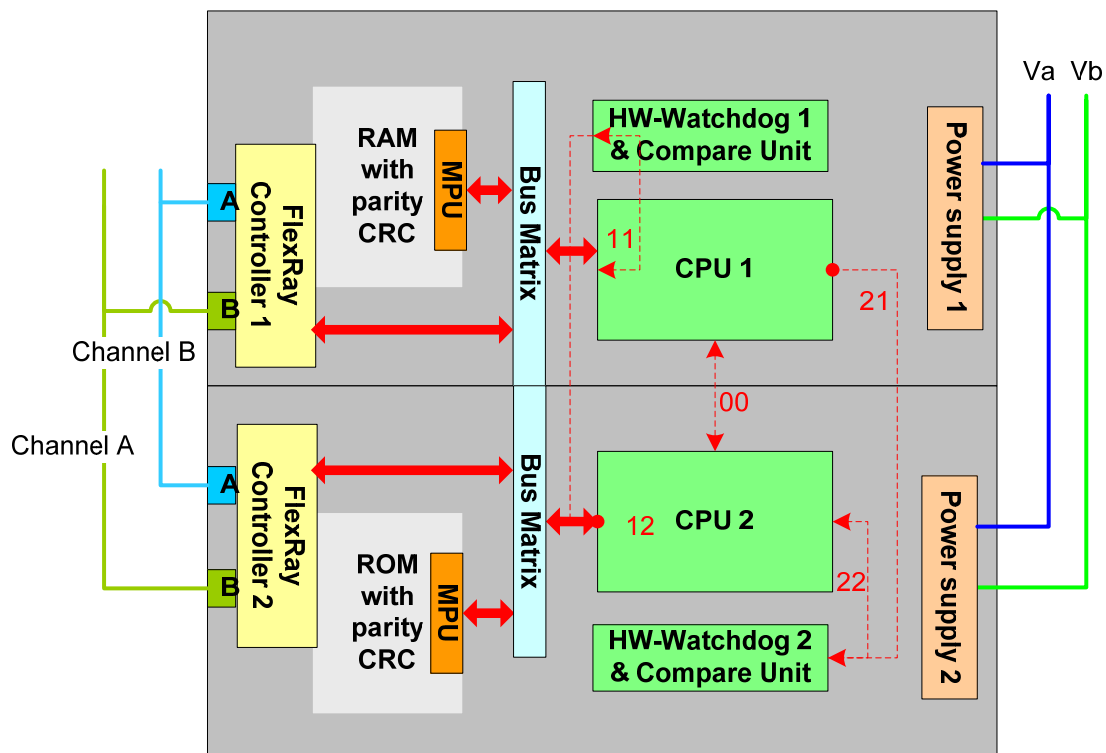 Va Vb
HW-Watchdog 1
& Compare Unit
RAM
with
parity
CRC
MPU
Bus Matrix
Power supply 1
A
FlexRay
Controller 1
B
11
CPU 1
21
Channel B
00
Channel A
A
FlexRay
Controller 2
B
Bus Matrix
12
CPU 2
22
ROM
with
parity
CRC
MPU
HW-Watchdog 2
& Compare Unit
Power supply 2